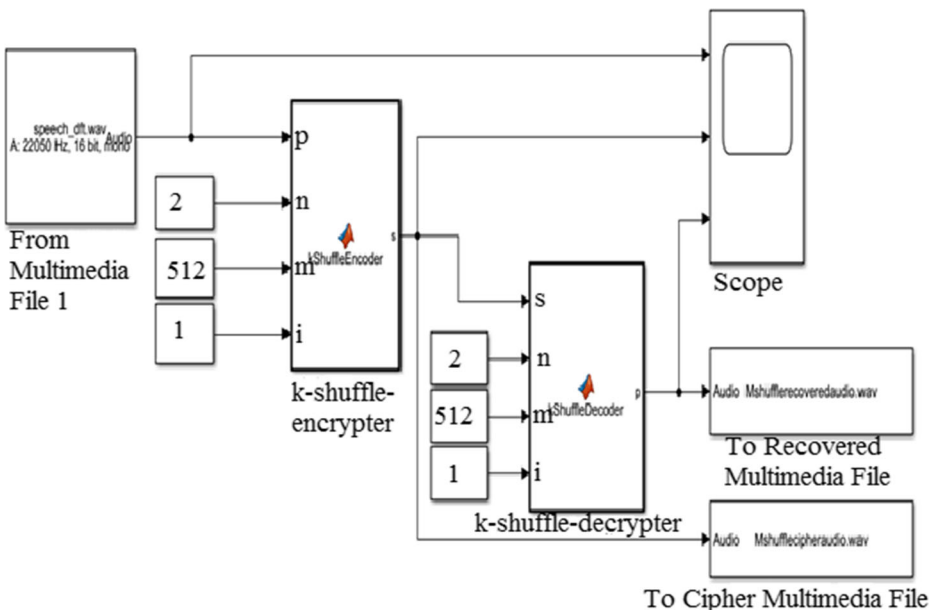 speech_dft.wav
Audio
A: 22050 Hz, 16 bit, mono
From
Multimedia
File 1
2
512
1
p
n
m
i
kShuffleEncoder
s
k-shuffle-
encrypter
2
512
1
s
n
m
i
kShuffleDecoder
p
k-shuffle-decrypter
Scope
Audio Mshufflerecoveredaudio.wav
To Recovered
Multimedia File
Audio Mshufflecipheraudio.wav
To Cipher Multimedia File